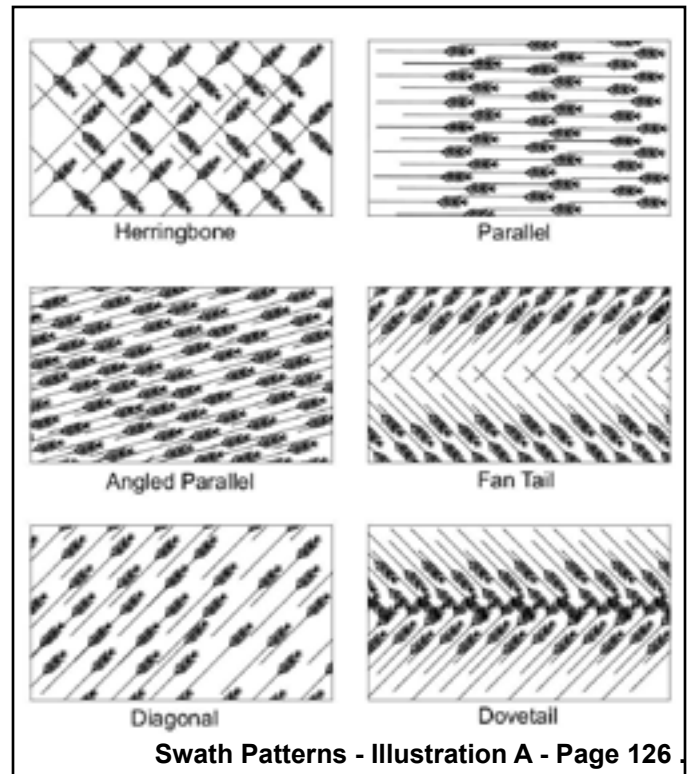 Herringbone
Parallel
Angled Parallel
Fan Tail
Diagonal
Dovetail
Swath Patterns - Illustration A - Page 126 .